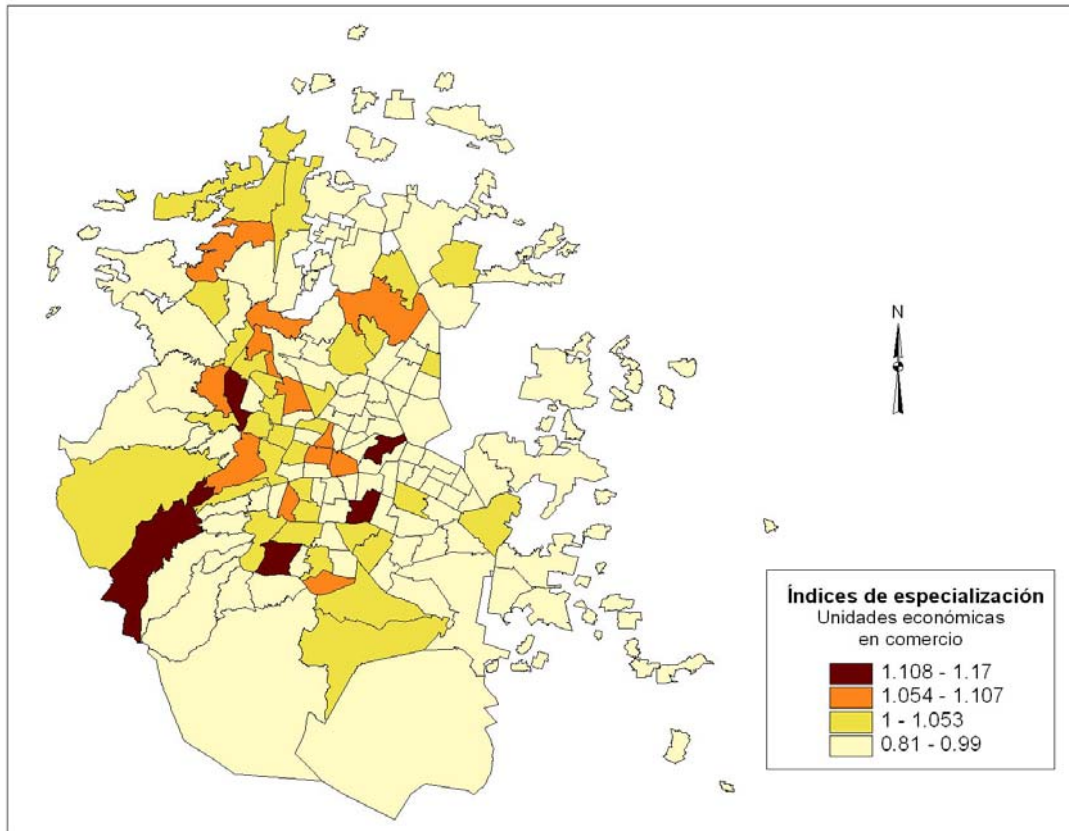 N
Índices de especialización
Unidades económicas
en comercio
1.108 - 1.17
1.054 - 1.107
1 - 1.053
0.81 - 0.99